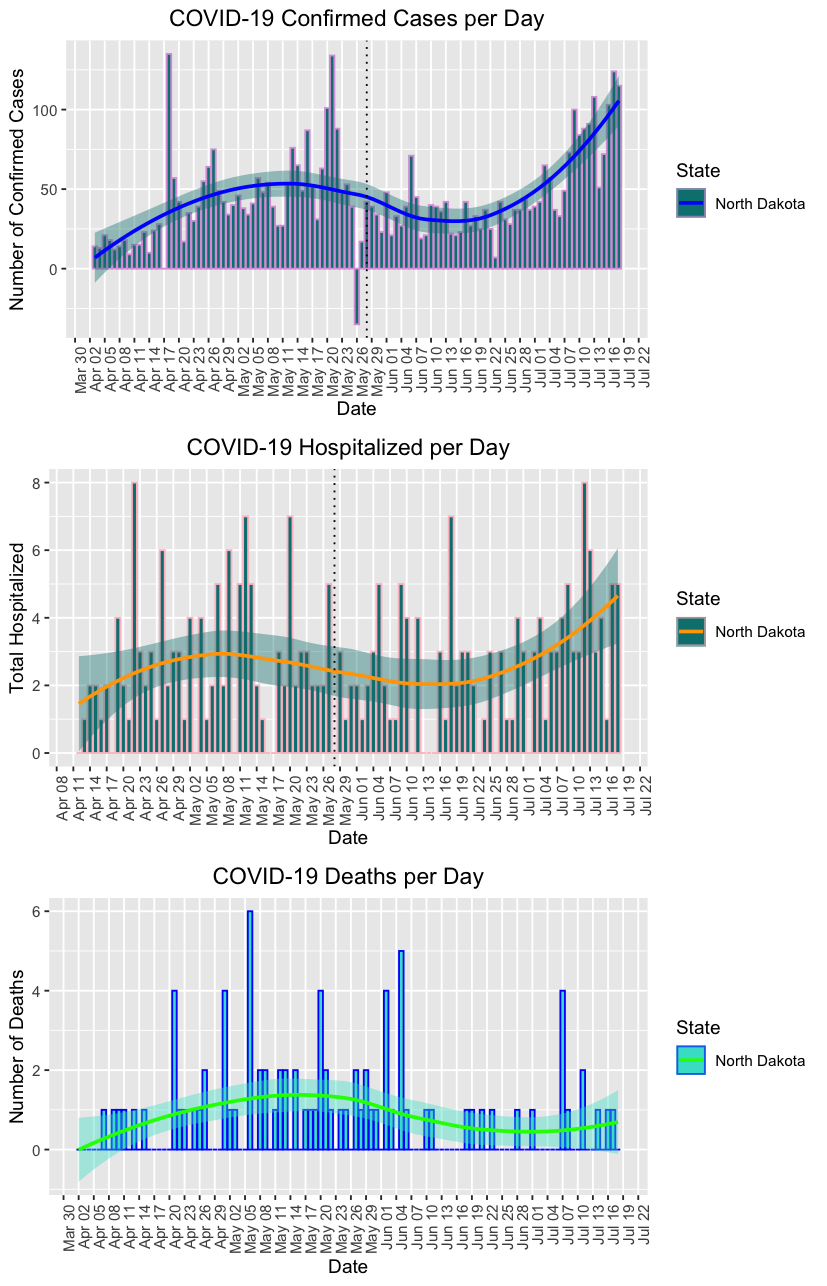 COVID-19 Confirmed Cases per Day
Number of Confirmed Cases
100
50
0
Mar 30
Apr 02
Apr 05
Apr 08
Apr 11
Apr 14
Apr 17
Apr 20
Apr 23
Apr 26
Apr 29
May 02
May 05
May 08
May 11
May 14
May 17
May 20
May 23
May 26
May 29
Jun 01
Jun 04
Jun 07
Jun 10
Jun 13
Jun 16
Jun 19
Jun 22
Jun 25
Jun 28
Jul 01
Jul 04
Jul 07
Jul 10
Jul 13
Jul 16
Jul 19
Jul 22
Date
State
North Dakota
COVID-19 Hospitalized per Day
Total Hospitalized
8
6
4
2
0
Apr 08
Apr 11
Apr 14
Apr 17
Apr 20
Apr 23
Apr 26
Apr 29
May 02
May 05
May 08
May 11
May 14
May 17
May 20
May 23
May 26
May 29
Jun 01
Jun 04
Jun 07
Jun 10
Jun 13
Jun 16
Jun 19
Jun 22
Jun 25
Jun 28
Jul 01
Jul 04
Jul 07
Jul 10
Jul 13
Jul 16
Jul 19
Jul 22
Date
State
North Dakota
COVID-19 Deaths per Day
Number of Deaths
6
4
2
0
Mar 30
Apr 02
Apr 05
Apr 08
Apr 11
Apr 14
Apr 17
Apr 20
Apr 23
Apr 26
Apr 29
May 02
May 05
May 08
May 11
May 14
May 17
May 20
May 23
May 26
May 29
Jun 01
Jun 04
Jun 07
Jun 10
Jun 13
Jun 16
Jun 19
Jun 22
Jun 25
Jun 28
Jul 01
Jul 04
Jul 07
Jul 10
Jul 13
Jul 16
Jul 19
Jul 22
Date
State
North Dakota